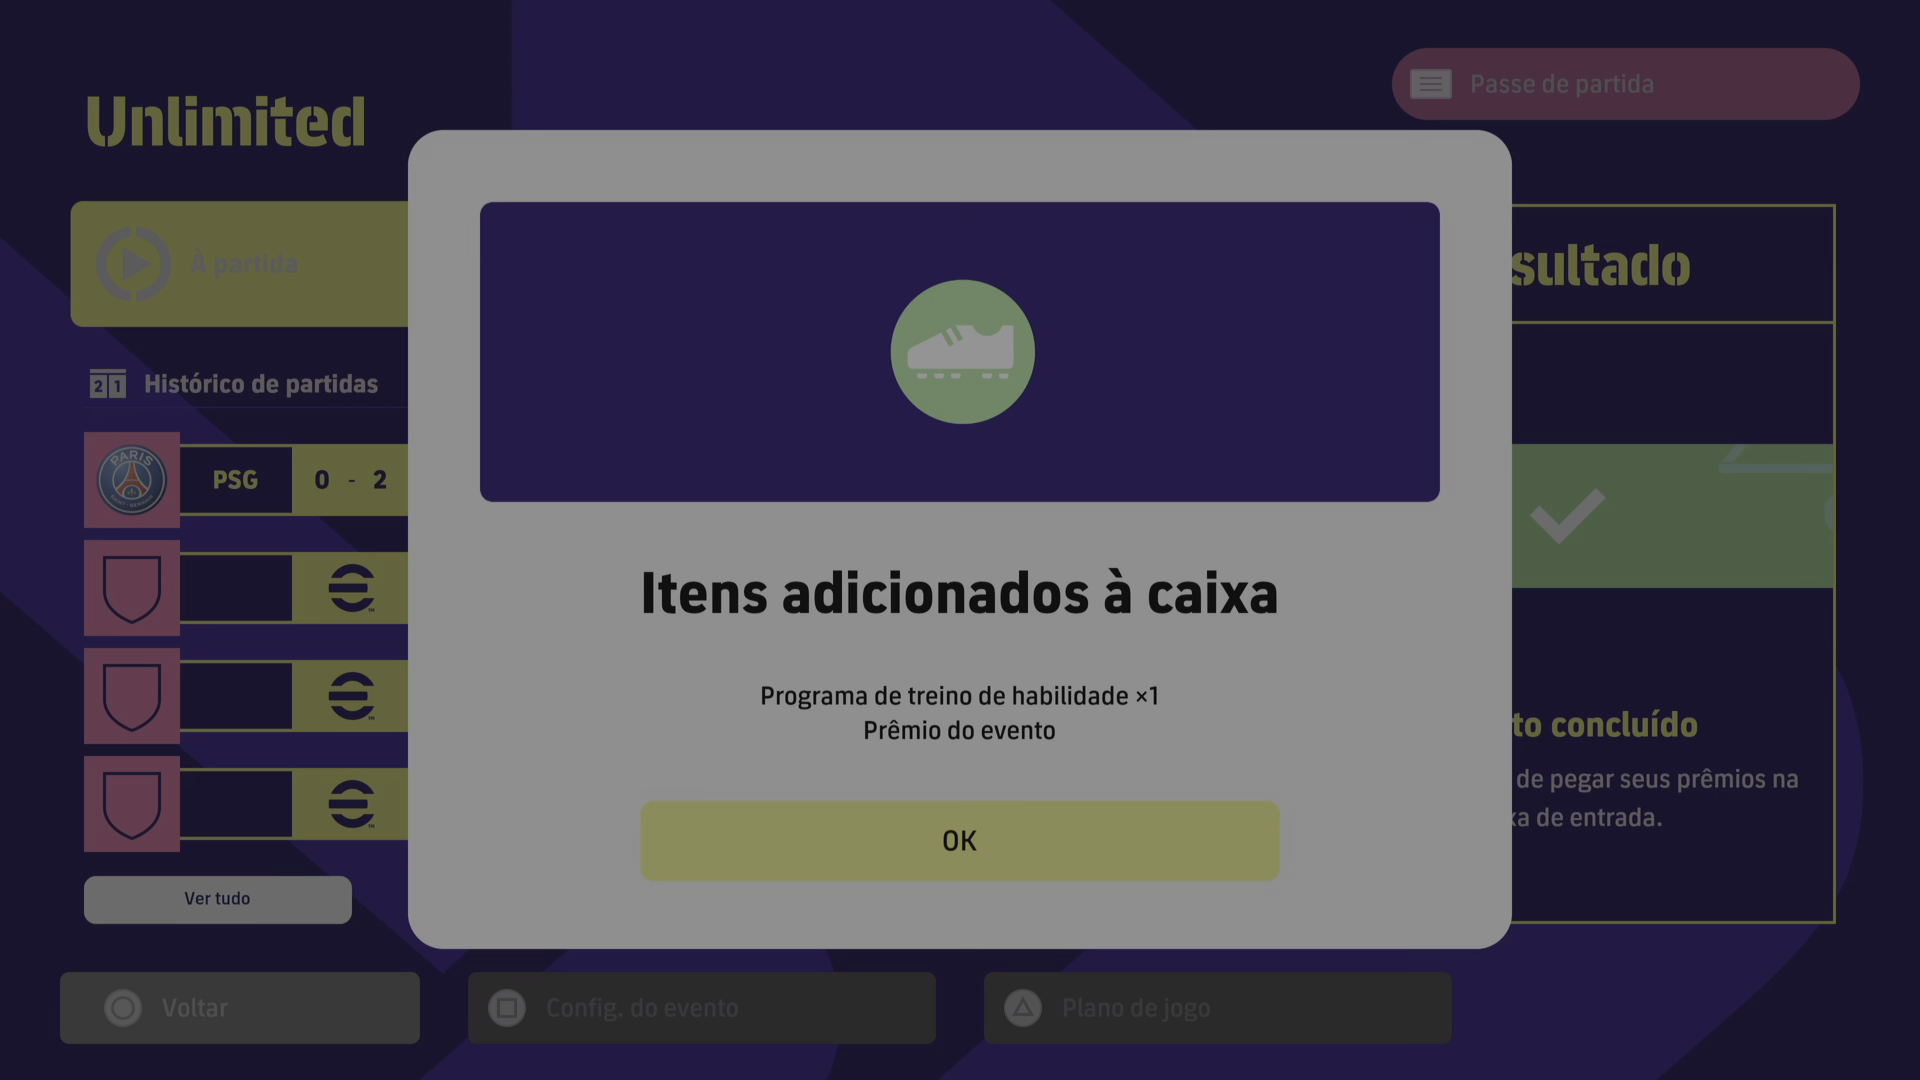 Unlimited
Passe de partida
À partida
sultado
Histórico de partidas
PARIS
PSG 0 - 2
Itens adicionados à caixa
Programa de treino de habilidade ×1
Prêmio do evento
OK
to concluído
de pegar seus prêmios na
xa de entrada.
Ver tudo
Voltar
Config. do evento
Plano de jogo